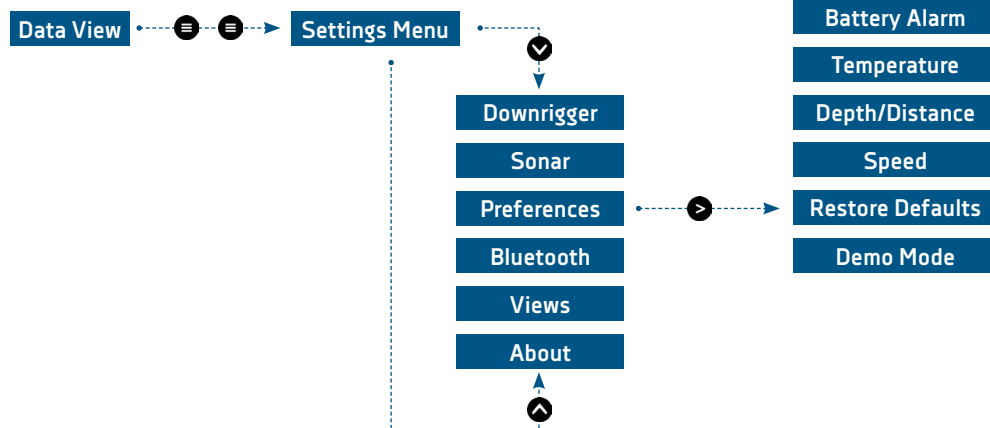 Data View
Settings Menu
Downrigger
Sonar
Preferences
Bluetooth
Views
About
Battery Alarm
Temperature
Depth/Distance
Speed
Restore Defaults
Demo Mode